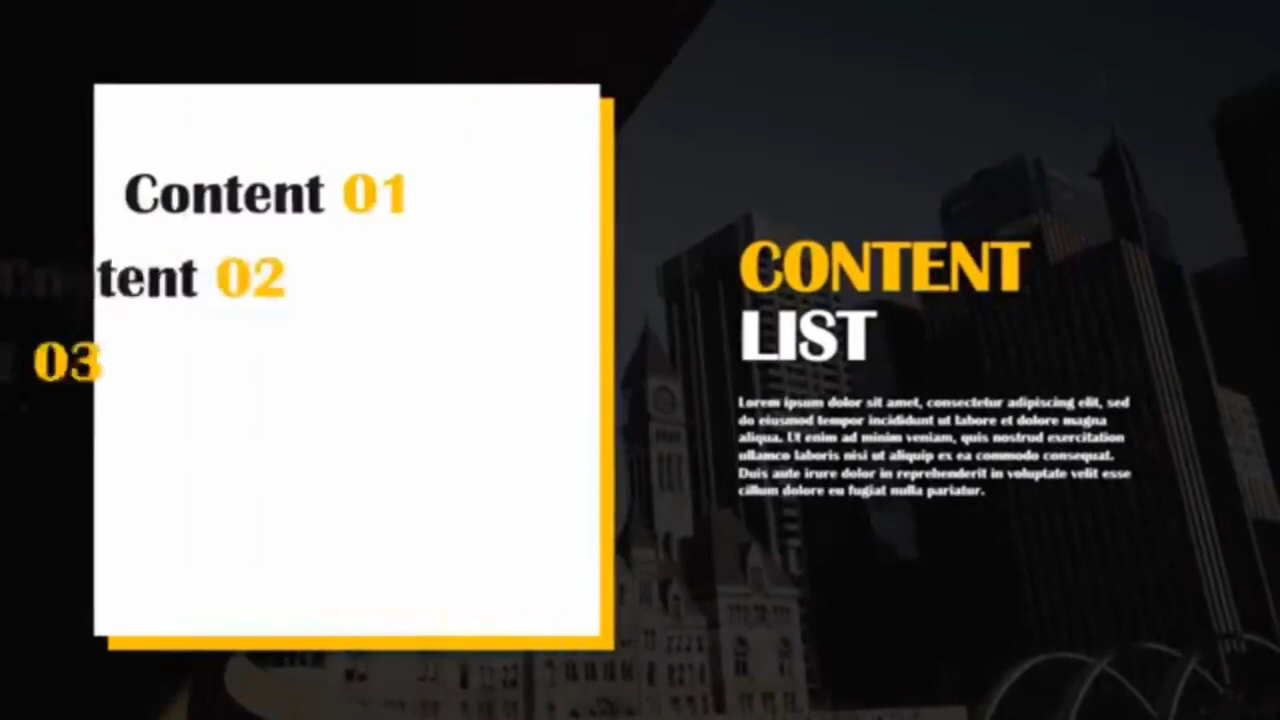 Content 01
tent 02
03
CONTENT
LIST
Lorem ipsum dolor sit amet, consectetur adipiscing elit, sed
do eiusmod tempor incididunt ut labore et dolore magna
aliqua. Ut enim ad minim veniam, quis nostrud exercitation
ullamco laboris nisi ut aliquip ex ea commodo consequat.
Duis aute irure dolor in reprehenderit in voluptate velit esse
cillum dolore eu fugiat nulla pariatur.